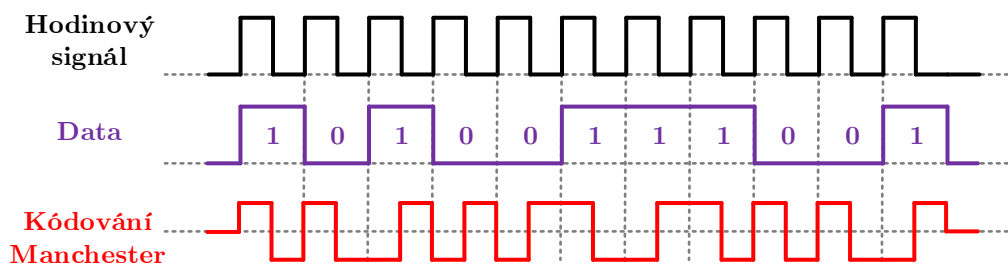 Hodinový
signál
Data
1 0 1 0 0 1 1 1 0 0 1
Kódování
Manchester